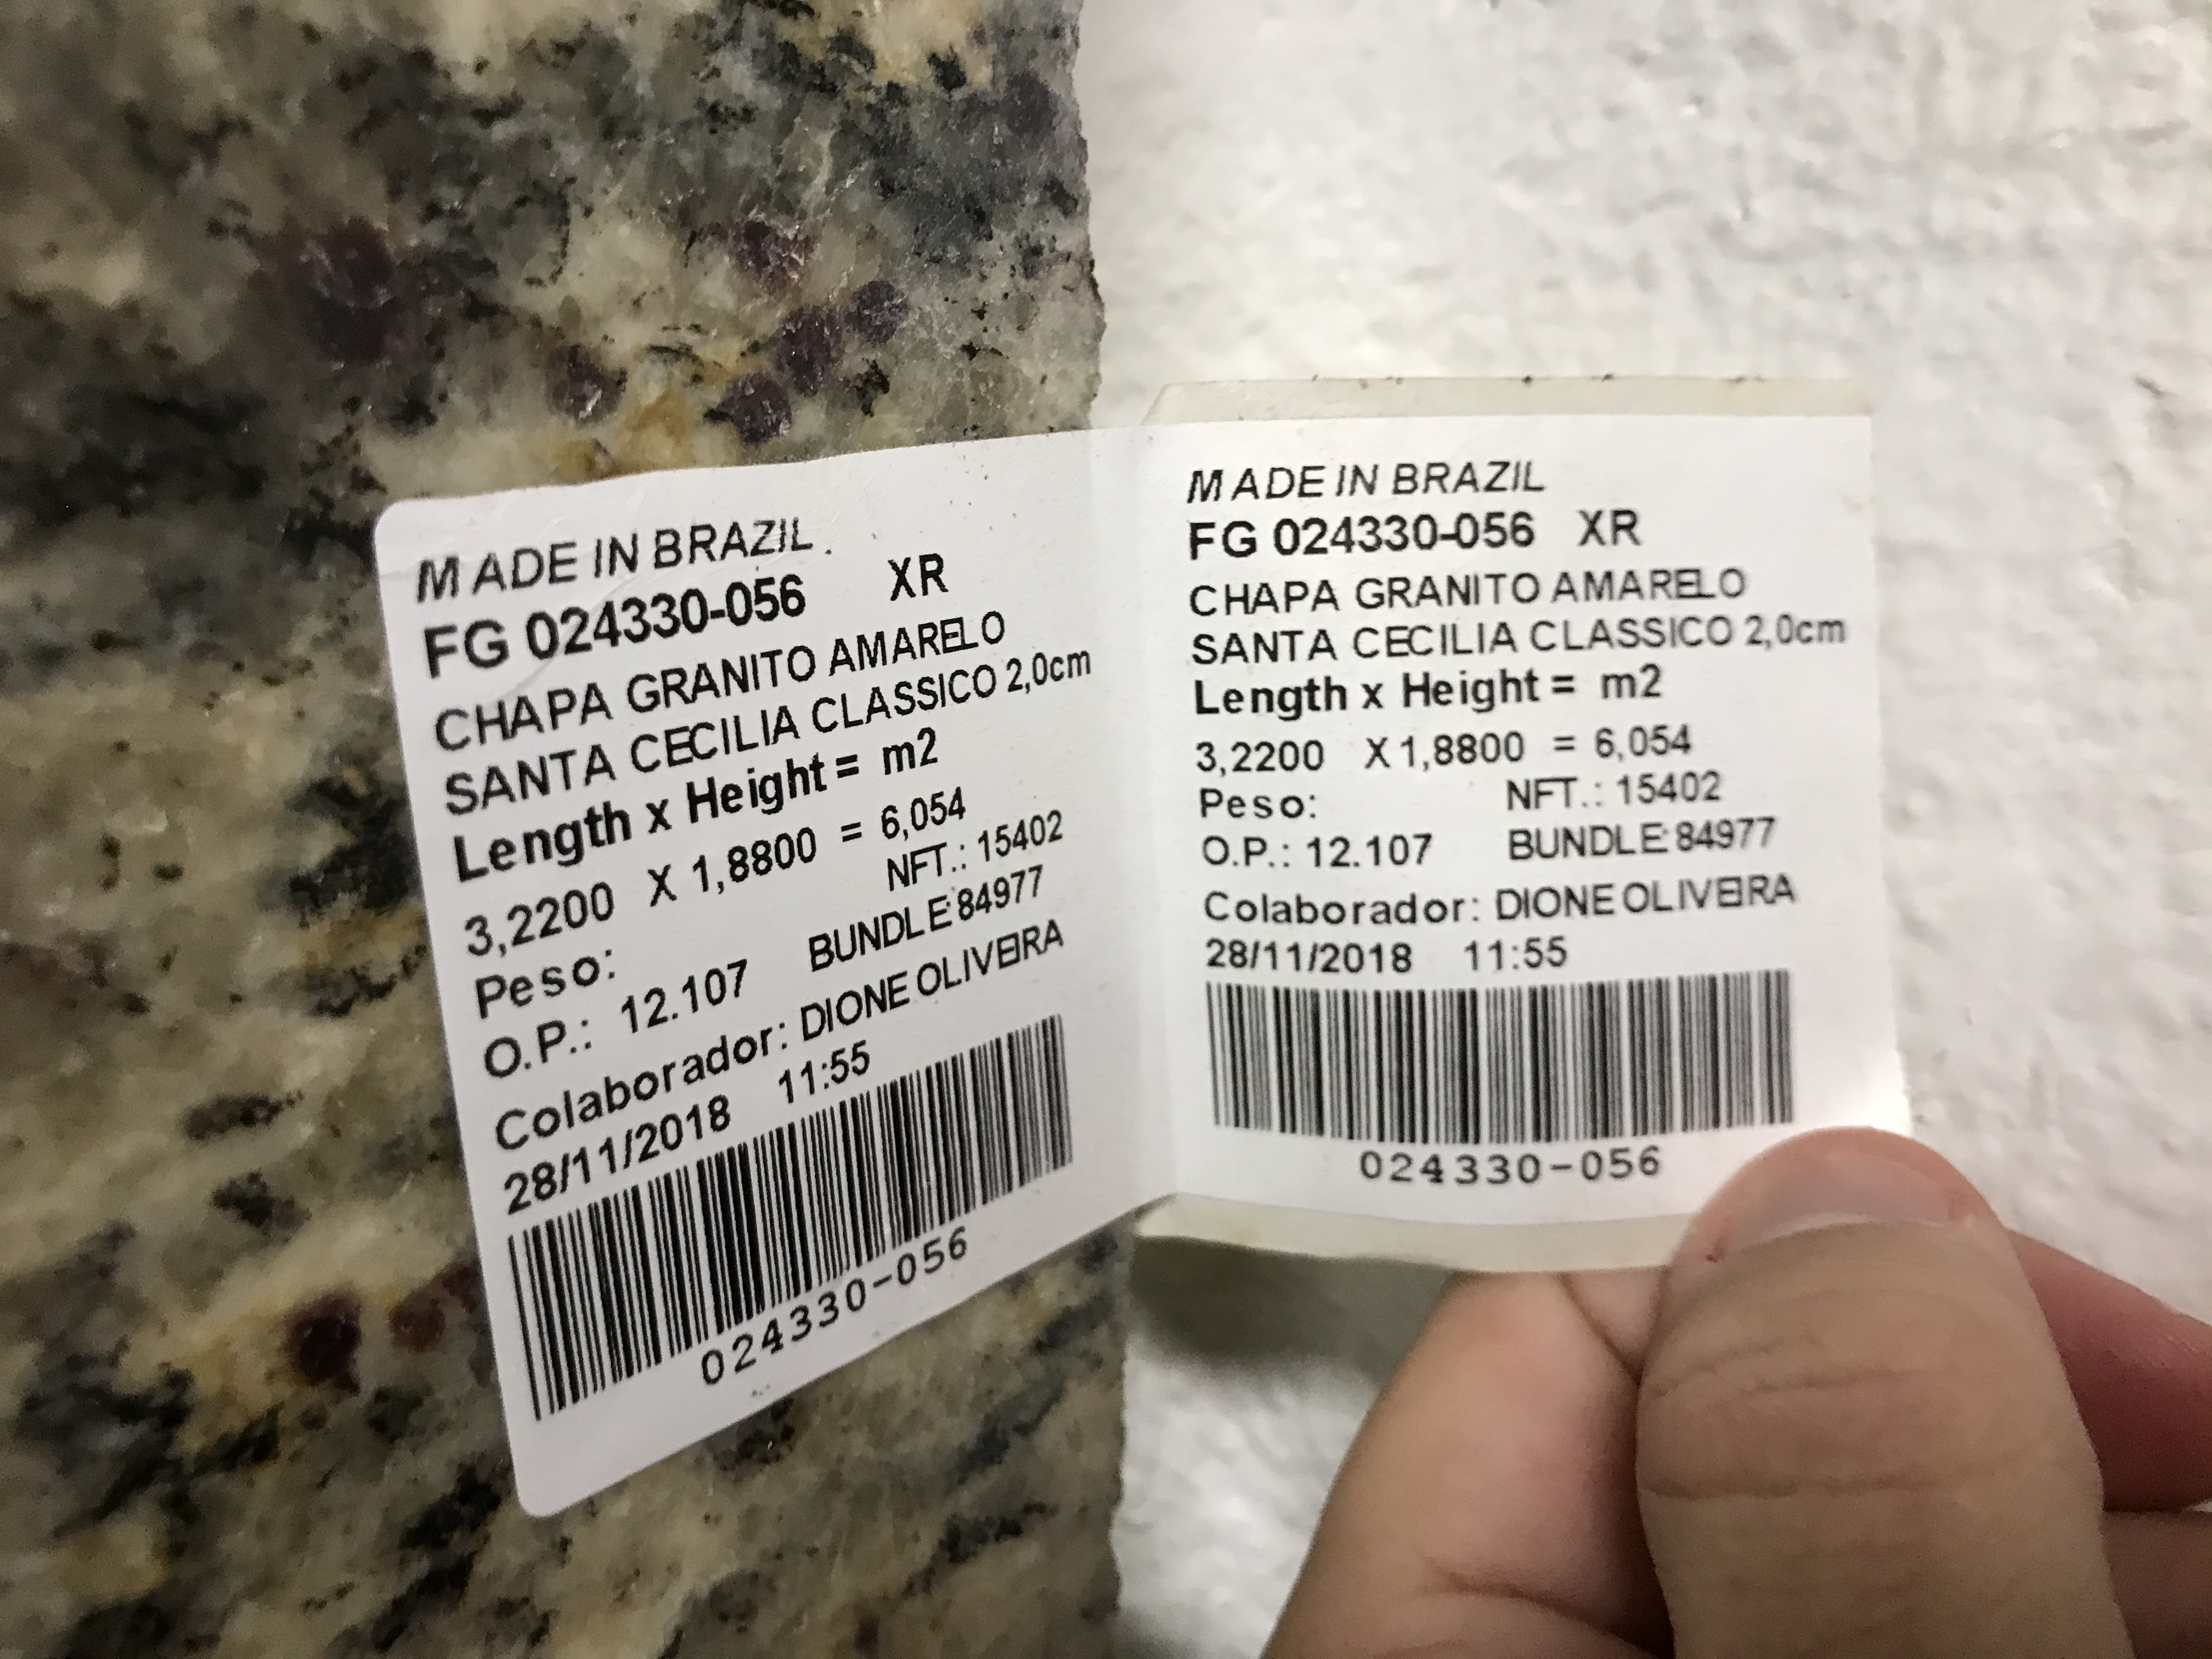 MADE IN BRAZIL
FG 024330-056 XR
CHAPA GRANITO AMARELO
SANTA CECILIA CLASSICO 2,0cm
Length x Height = m2
3,2200 X 1,8800 = 6,054
Peso: NFT.: 15402
O.P.: 12.107 BUNDLE:84977
Colaborador: DIONE OLIVEIRA
28/11/2018 11:55
024330-056
MADE IN BRAZIL
FG 024330-056 XR
CHAPA GRANITO AMARELO
SANTA CECILIA CLASSICO 2,0cm
Length x Height = m2
3,2200 X 1,8800 = 6,054
Peso: NFT.: 15402
O.P.: 12.107 BUNDLE:84977
Colaborador: DIONE OLIVEIRA
28/11/2018 11:55
024330-056